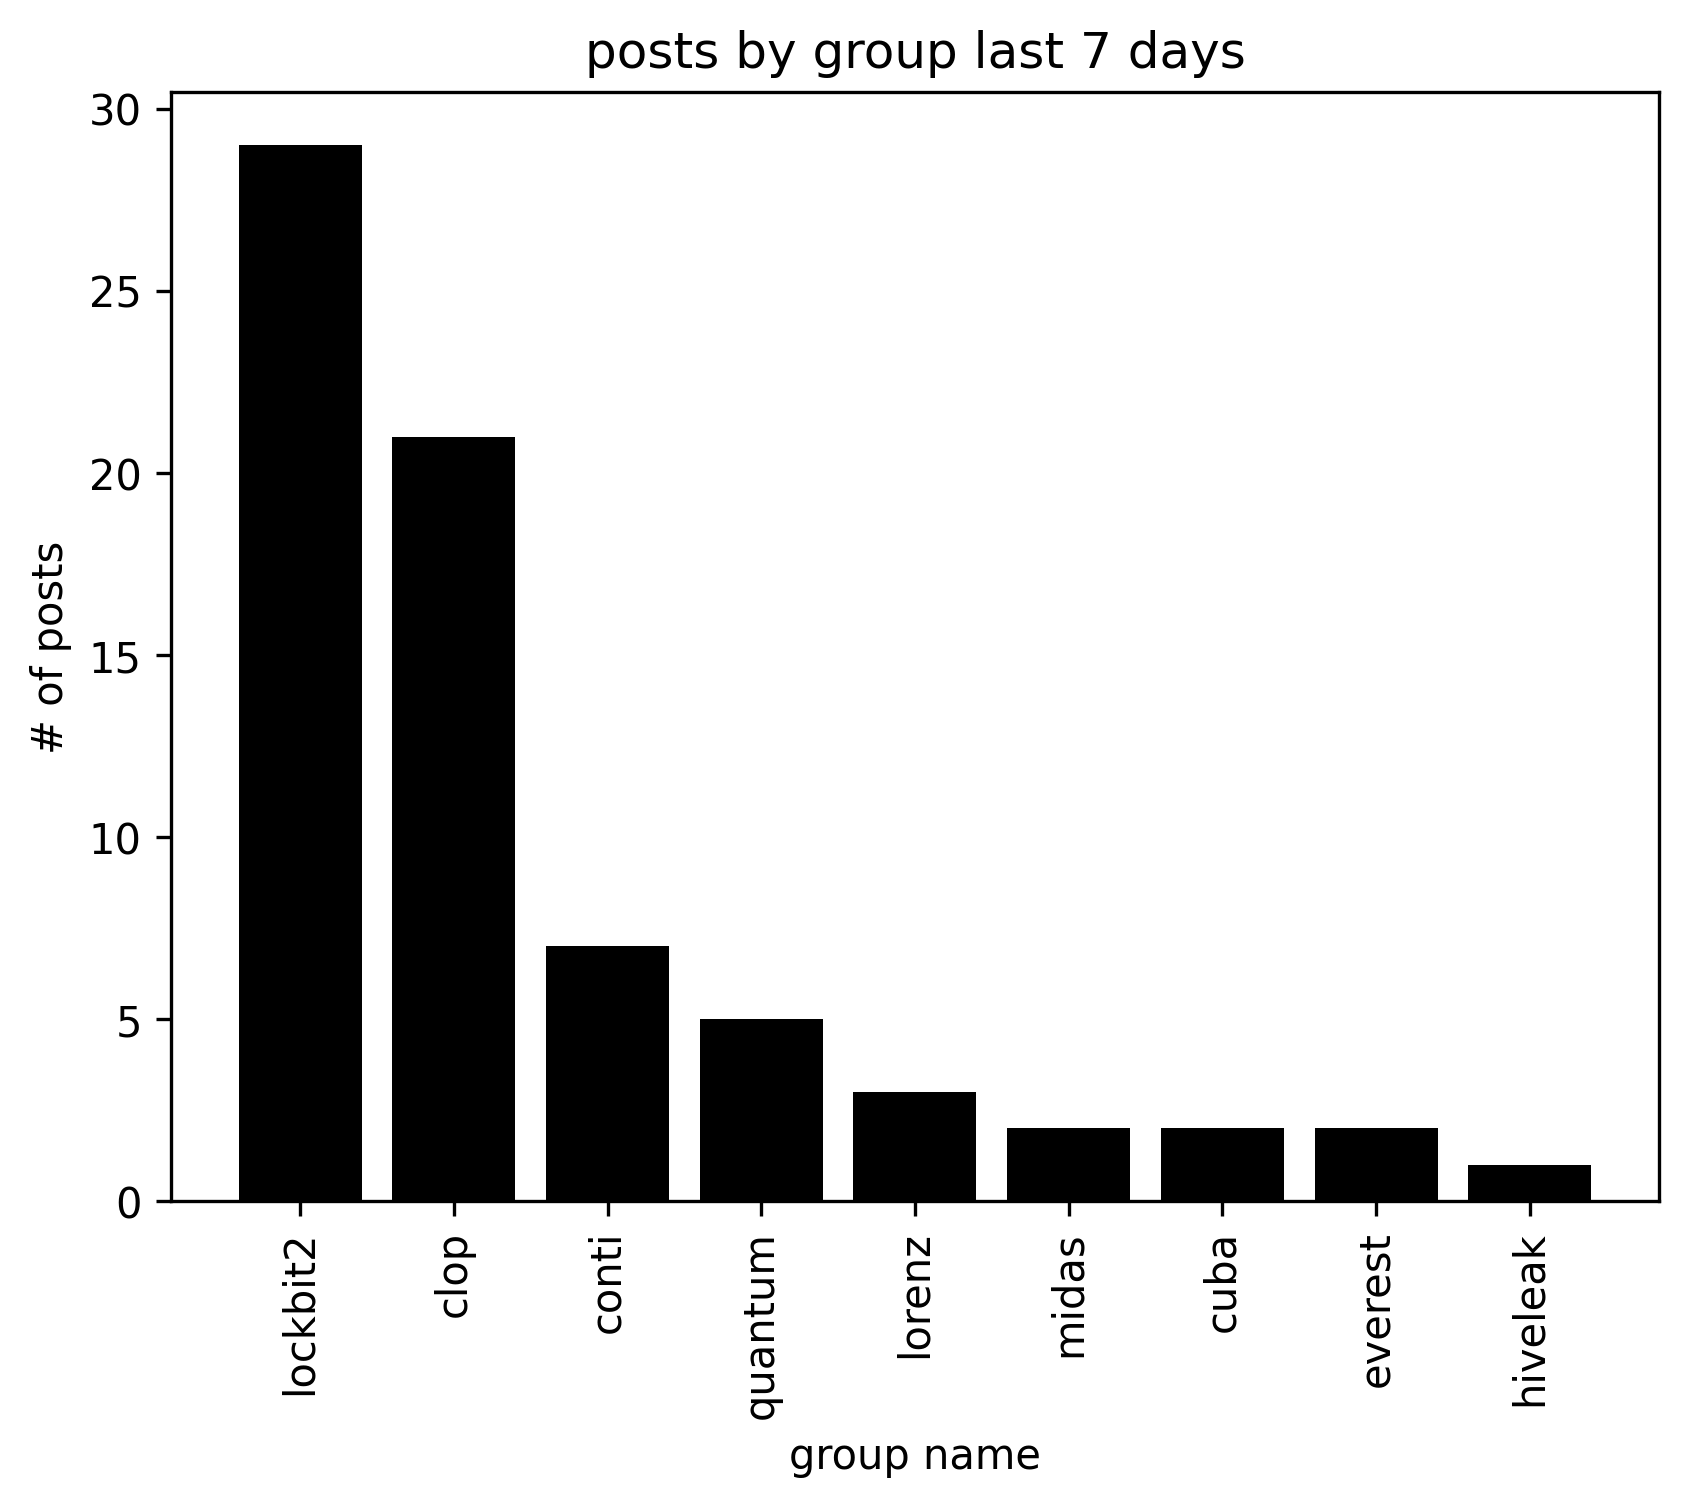 posts by group last 7 days
30
25
20
15
10
5
0
# of posts
lockbit2
clop
conti
quantum
lorenz
midas
cuba
everest
hiveleak
group name